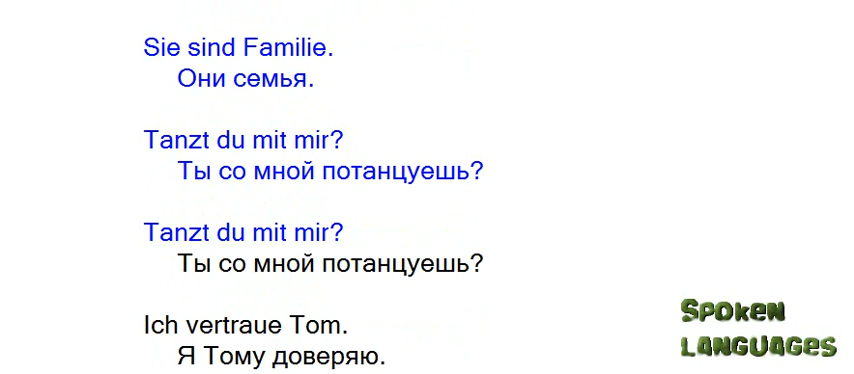 Sie sind Familie.
Они семья.
Tanzt du mit mir?
Ты со мной потанцуешь?
Tanzt du mit mir?
Ты со мной потанцуешь?
Ich vertraue Tom.
Я Тому доверяю.
Spoken
Languages